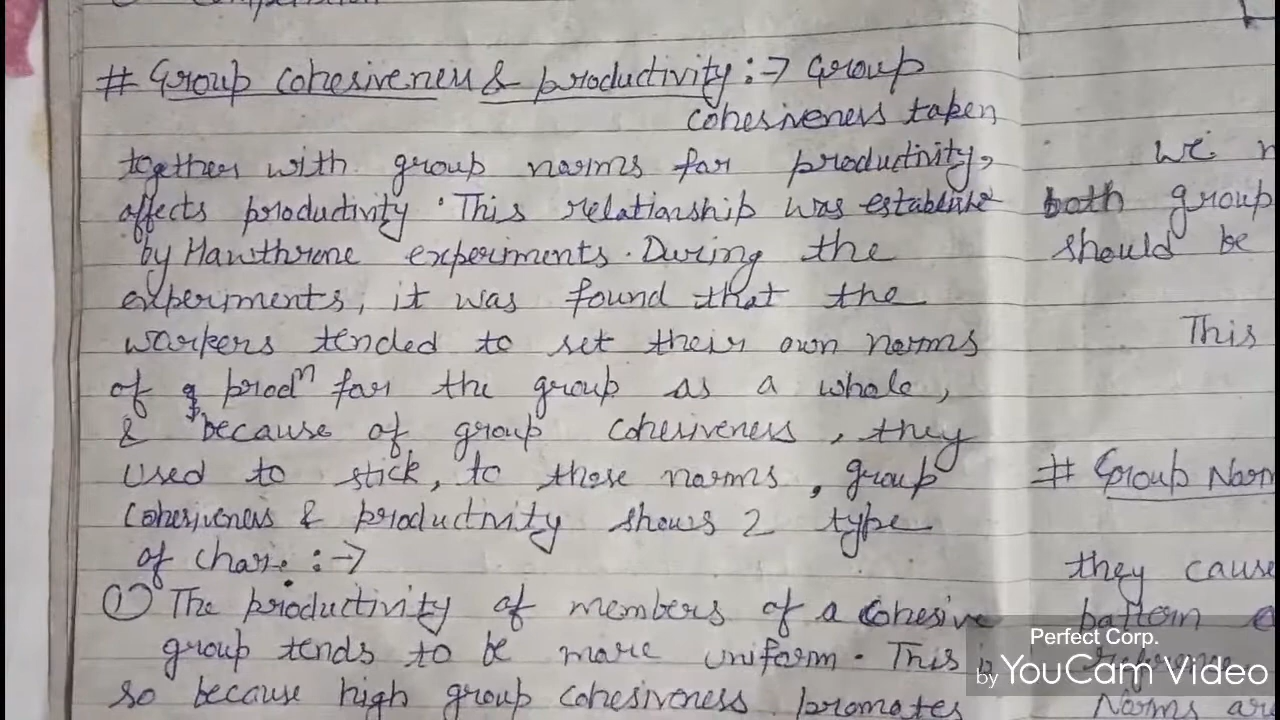 # Group cohesiveness & productivity :→ Group
cohesiveness taken
together with group norms for productivity,
affects productivity. This relationship was establishe
by Hawthrone experiments. During the
experiments, it was found that the
workers tended to set their own norms
of prodⁿ for the group as a whole,
& because of group cohesiveness, they
used to stick, to those norms, group
cohesiveness & productivity shows 2 type
of char. :→
① The productivity of members of a cohesive
group tends to be more uniform. This is
so because high group cohesiveness promotes
we
both group
should be
This
# Group Norm
they cause
pattern
reference.
Norms are
Perfect Corp.
by YouCam Video